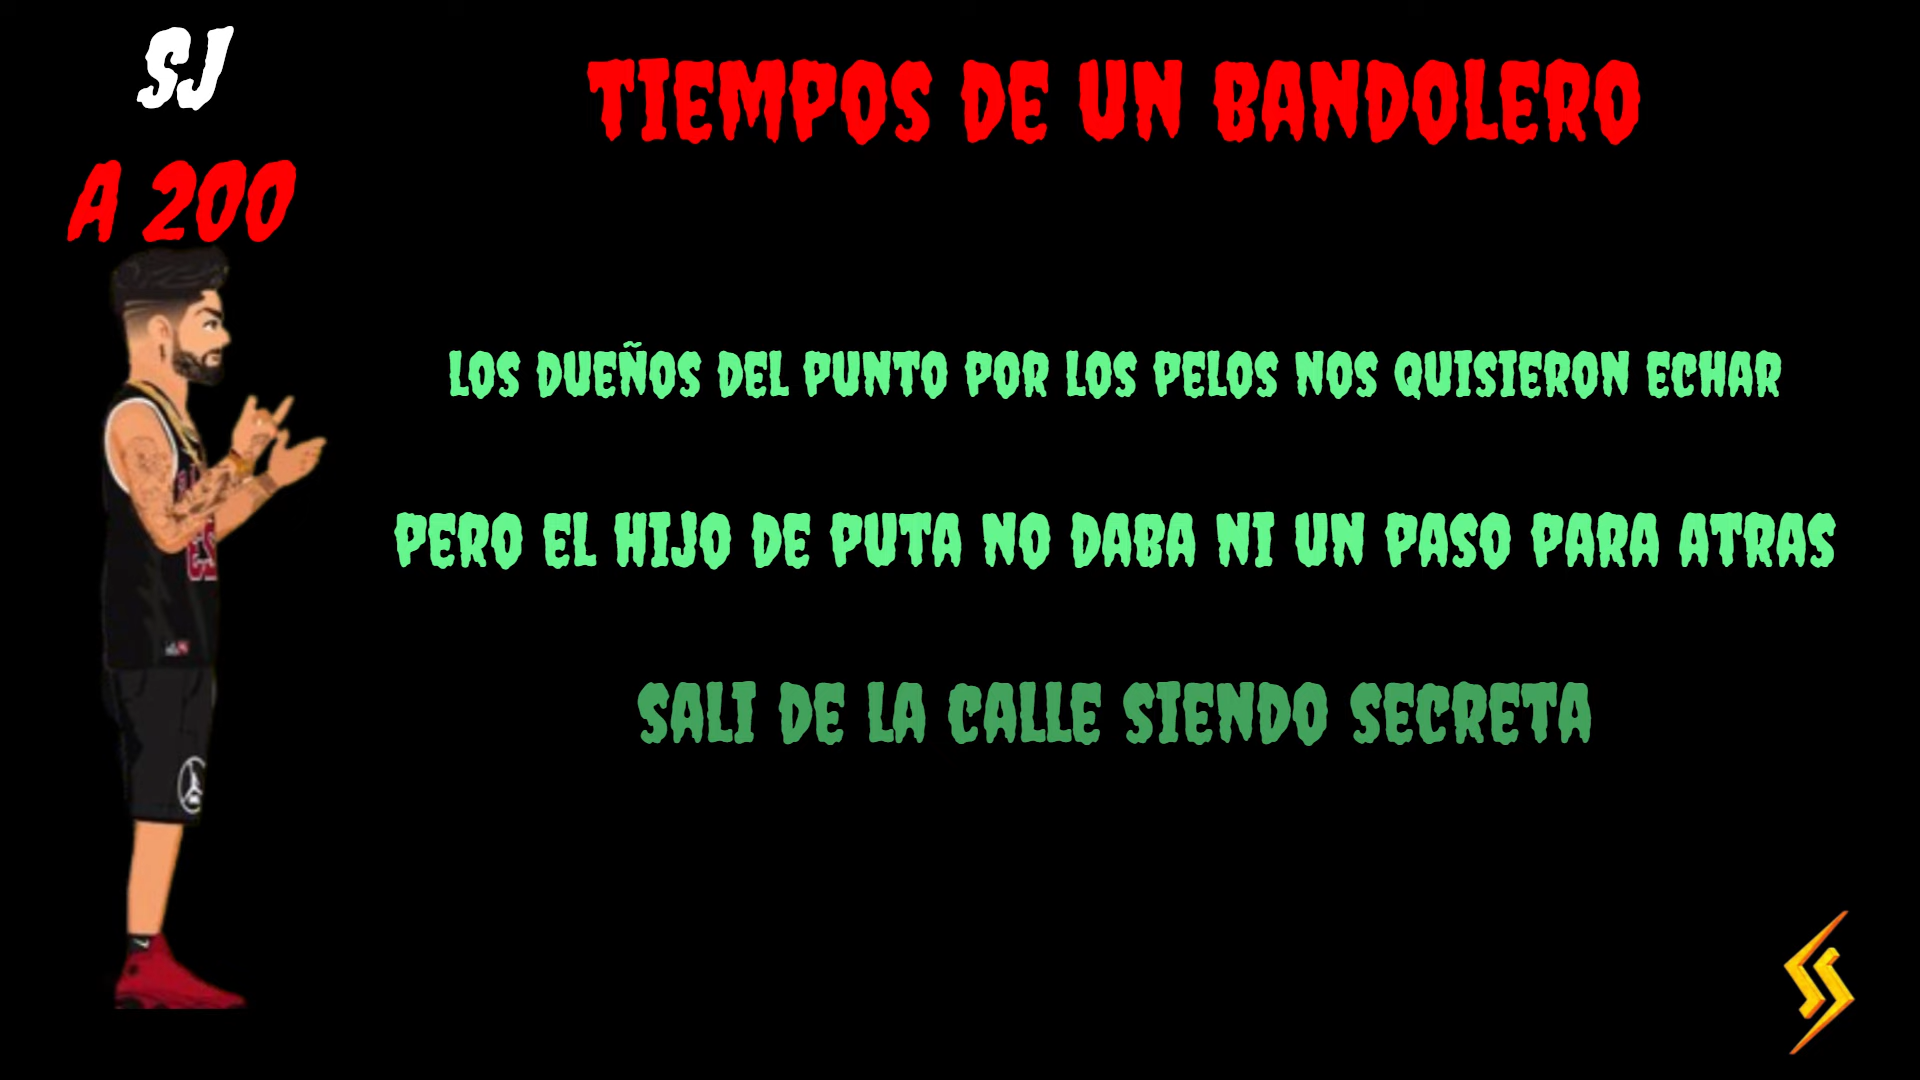 SJ
A 200
TIEMPOS DE UN BANDOLERO
LOS DUEÑOS DEL PUNTO POR LOS PELOS NOS QUISIERON ECHAR
PERO EL HIJO DE PUTA NO DABA NI UN PASO PARA ATRAS
SALI DE LA CALLE SIENDO SECRETA